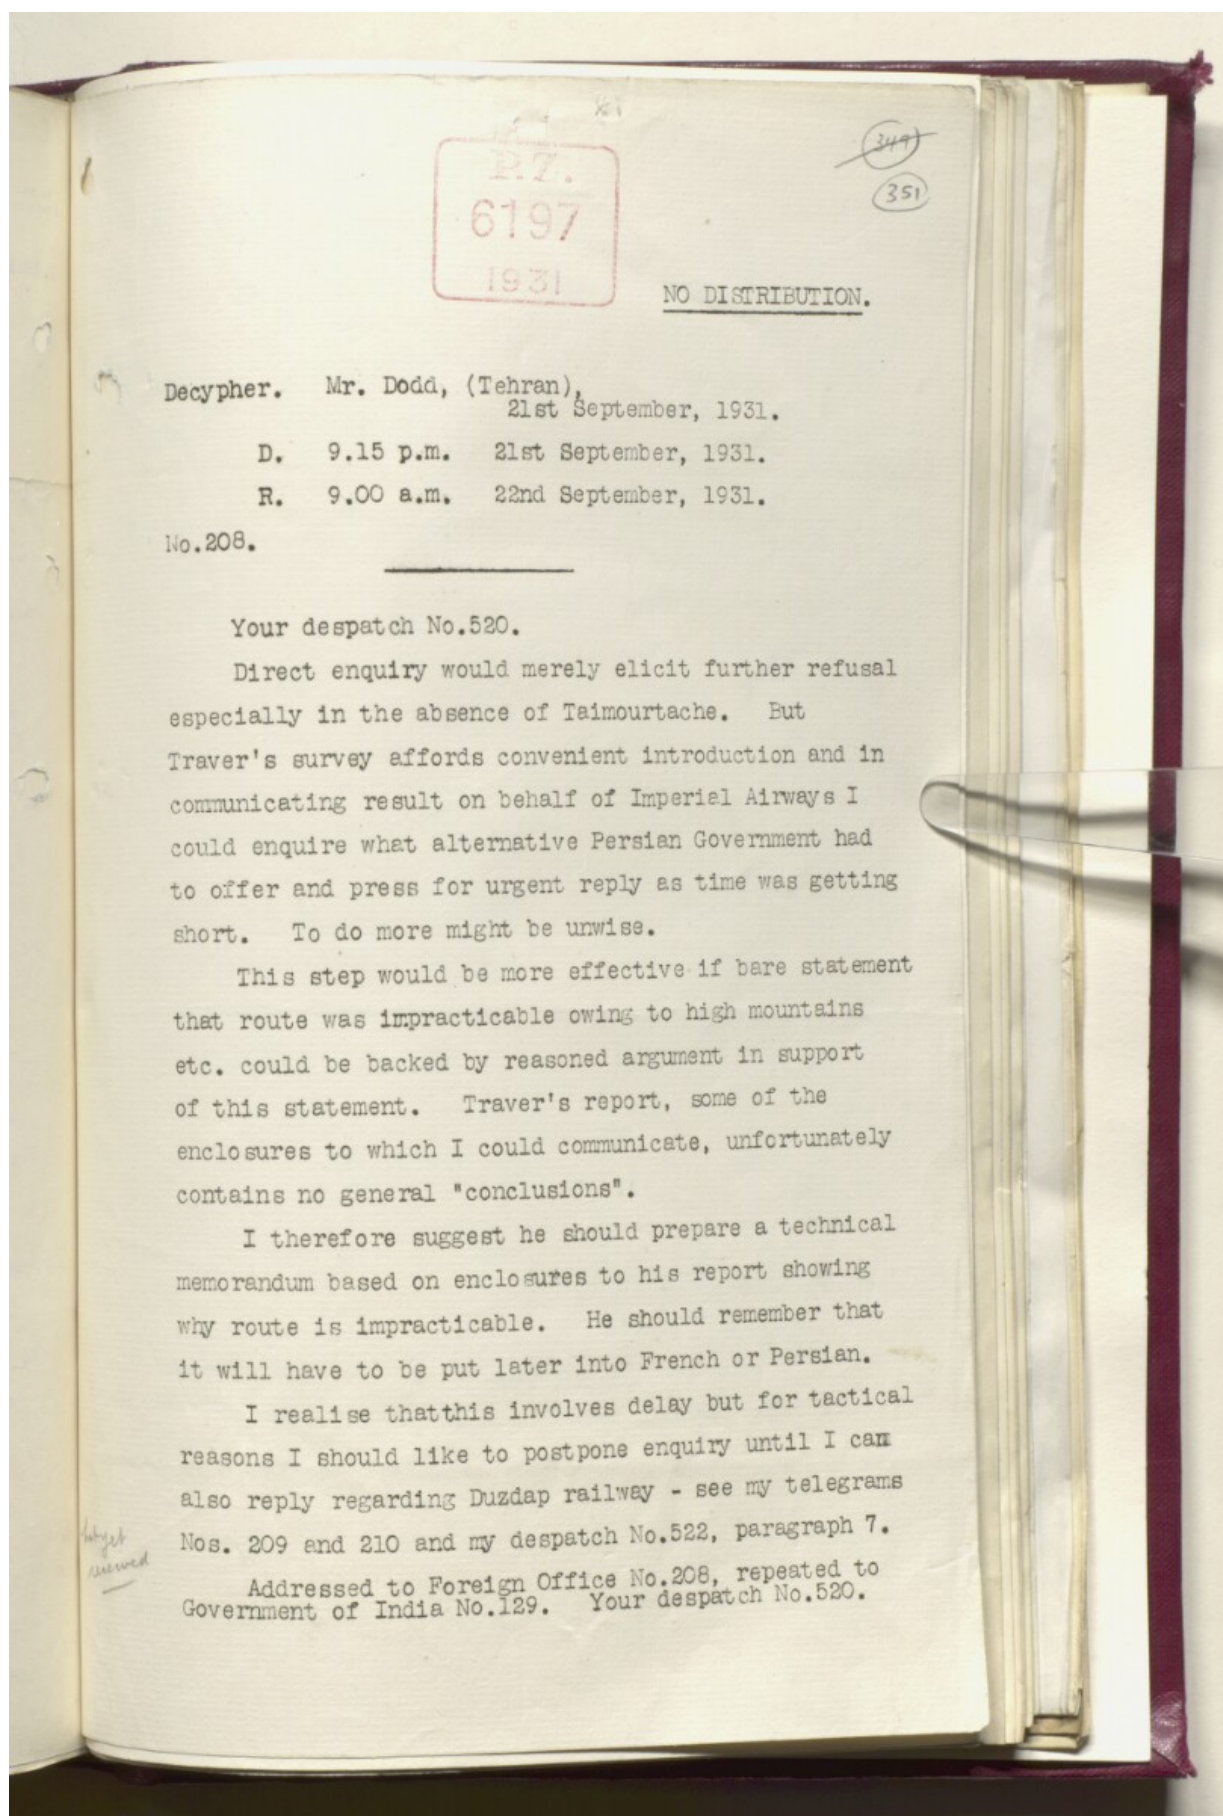 P.Z.
6197
1931
349
351
NO DISTRIBUTION.
Decypher. Mr. Dodd, (Tehran),
21st September, 1931.
D. 9.15 p.m. 21st September, 1931.
R. 9.00 a.m. 22nd September, 1931.
No.208.
Your despatch No.520.
Direct enquiry would merely elicit further refusal
especially in the absence of Taimourtache. But
Traver's survey affords convenient introduction and in
communicating result on behalf of Imperial Airways I
could enquire what alternative Persian Government had
to offer and press for urgent reply as time was getting
short. To do more might be unwise.
This step would be more effective if bare statement
that route was impracticable owing to high mountains
etc. could be backed by reasoned argument in support
of this statement. Traver's report, some of the
enclosures to which I could communicate, unfortunately
contains no general "conclusions".
I therefore suggest he should prepare a technical
memorandum based on enclosures to his report showing
why route is impracticable. He should remember that
it will have to be put later into French or Persian.
I realise thatthis involves delay but for tactical
reasons I should like to postpone enquiry until I can
also reply regarding Duzdap railway - see my telegrams
Nos. 209 and 210 and my despatch No.522, paragraph 7.
not yet
received
Addressed to Foreign Office No.208, repeated to
Government of India No.129. Your despatch No.520.